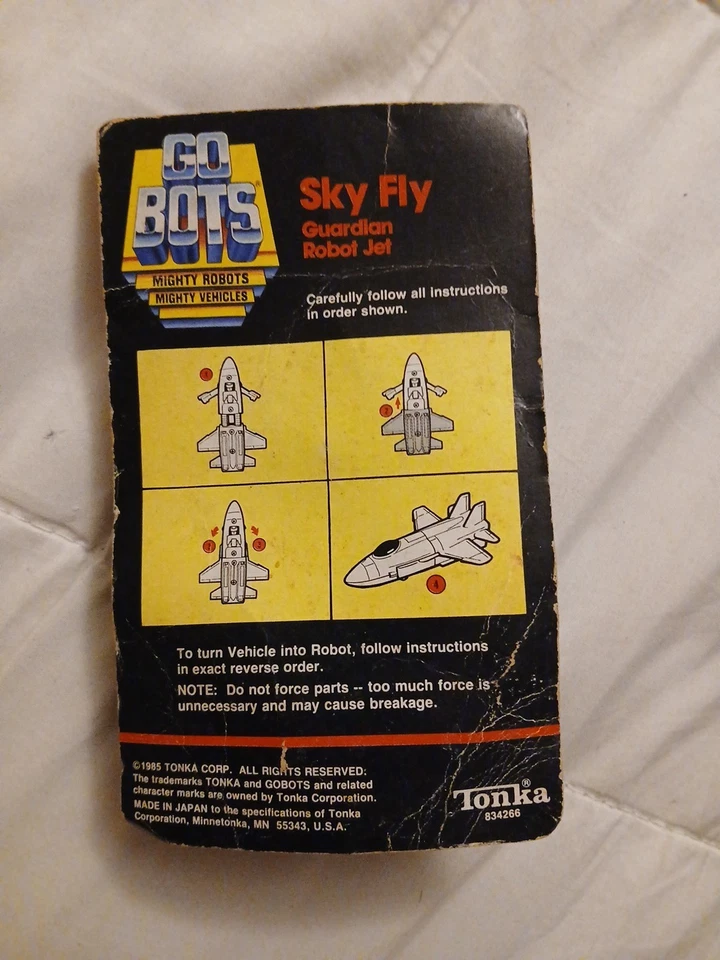 GO
BOTS
MIGHTY ROBOTS
MIGHTY VEHICLES
Sky Fly
Guardian
Robot Jet
Carefully follow all instructions
in order shown.
2
4
To turn Vehicle into Robot, follow instructions
in exact reverse order.
NOTE: Do not force parts -- too much force is
unnecessary and may cause breakage.
©1985 TONKA CORP. ALL RIGHTS RESERVED:
The trademarks TONKA and GOBOTS and related
character marks are owned by Tonka Corporation.
MADE IN JAPAN to the specifications of Tonka
Corporation, Minnetonka, MN 55343, U.S.A.
Tonka®
834266